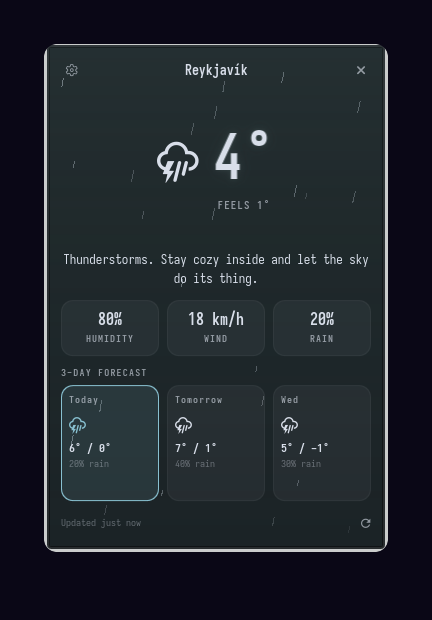 Reykjavík
4°
FEELS 1°
Thunderstorms. Stay cozy inside and let the sky
do its thing.
80%
HUMIDITY
18 km/h
WIND
20%
RAIN
3-DAY FORECAST
Today
6° / 0°
20% rain
Tomorrow
7° / 1°
40% rain
Wed
5° / -1°
30% rain
Updated just now